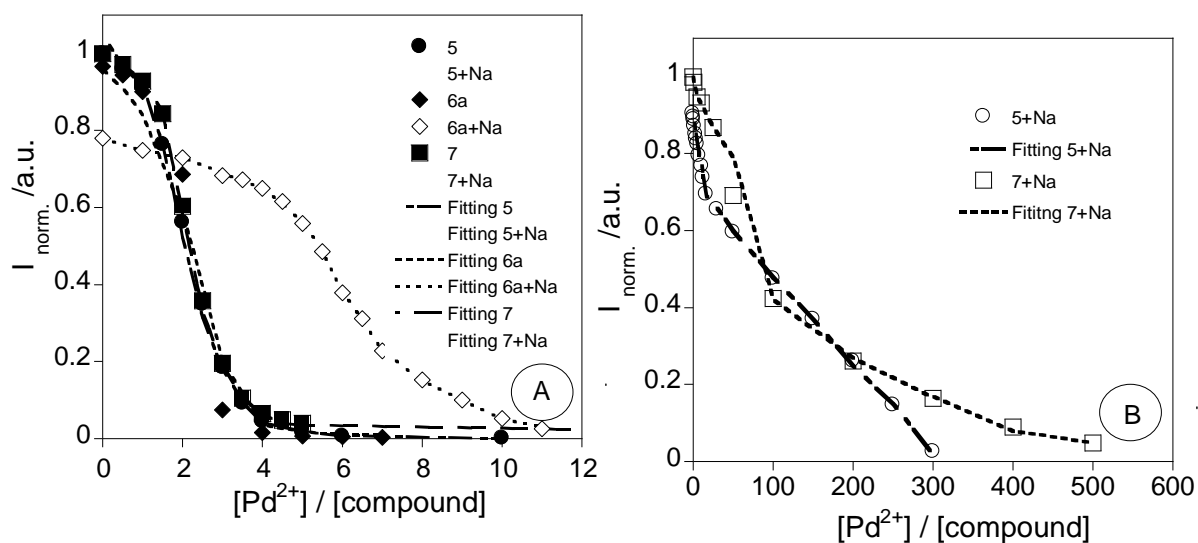 1
0.8
0.6
0.4
0.2
0
I norm. /a.u.
0 2 4 6 8 10 12
[Pd2+] / [compound]
5
5+Na
6a
6a+Na
7
7+Na
Fitting 5
Fitting 5+Na
Fitting 6a
Fitting 6a+Na
Fitting 7
Fitting 7+Na
A
1
0.8
0.6
0.4
0.2
0
I norm. /a.u.
0 100 200 300 400 500 600
[Pd2+] / [compound]
5+Na
Fitting 5+Na
7+Na
Fititng 7+Na
B